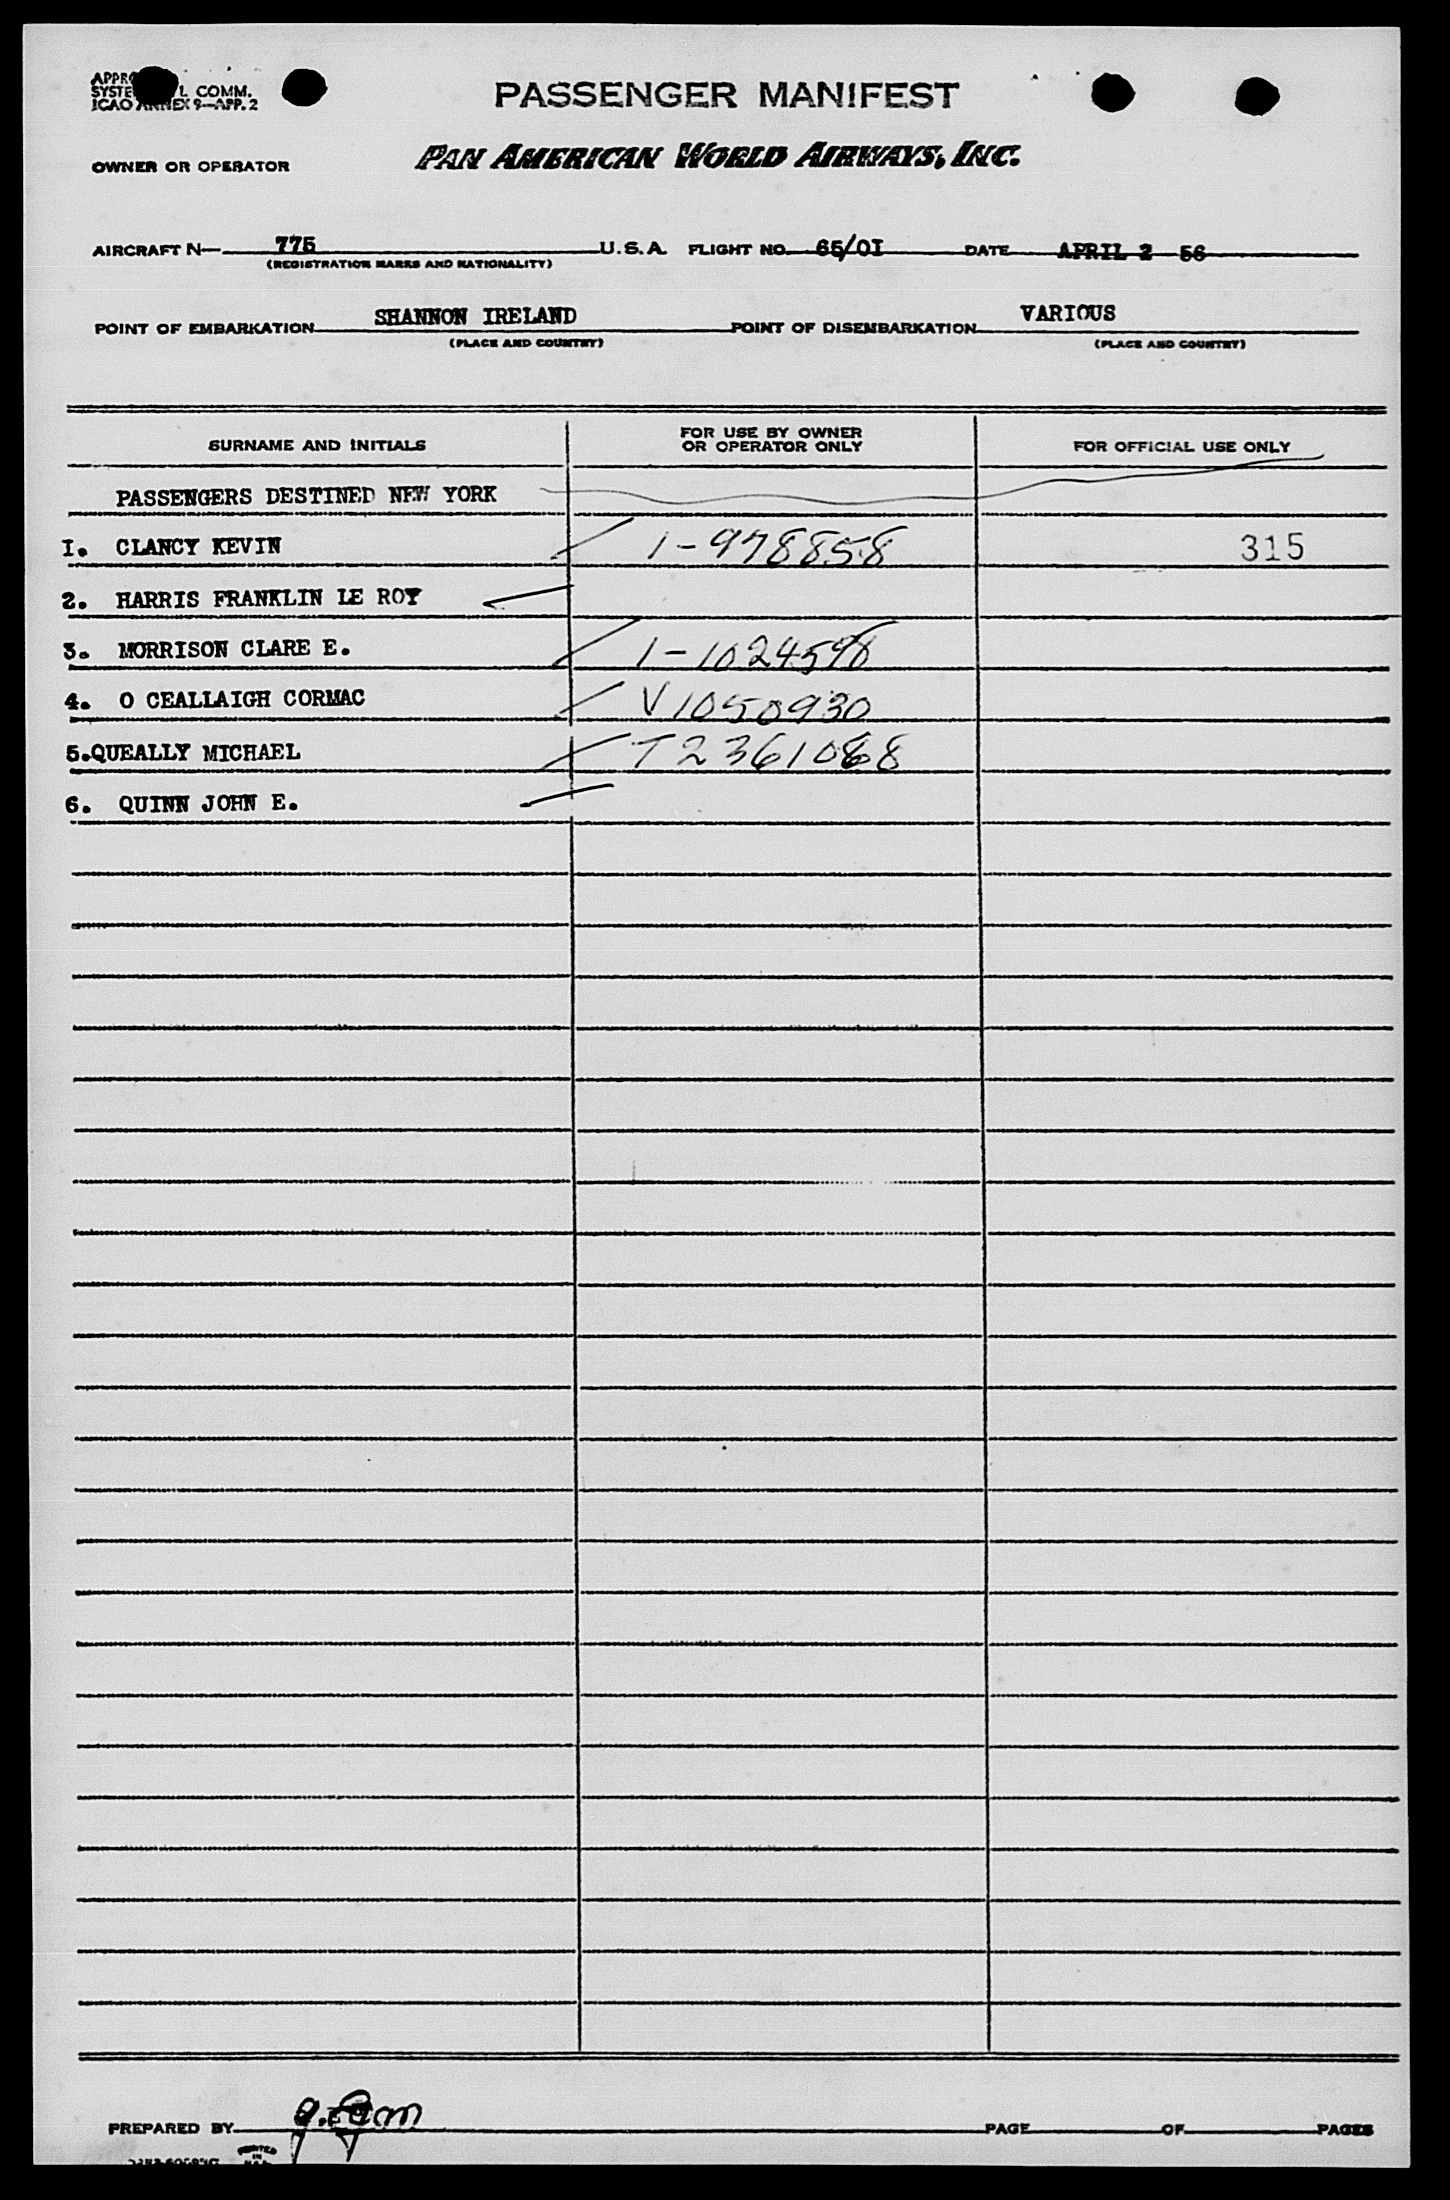 PASSENGER MANIFEST
L COMM.
ICAO ANNEX 9—APP. 2
OWNER OR OPERATOR PAN AMERICAN WORLD AIRWAYS, INC.
AIRCRAFT N— 775 U.S.A. FLIGHT NO. 65/0I DATE APRIL 2 56
(REGISTRATION MARKS AND NATIONALITY)
POINT OF EMBARKATION SHANNON IRELAND POINT OF DISEMBARKATION VARIOUS
(PLACE AND COUNTRY) (PLACE AND COUNTRY)
SURNAME AND INITIALS FOR USE BY OWNER OR OPERATOR ONLY FOR OFFICIAL USE ONLY
PASSENGERS DESTINED NEW YORK
I. CLANCY KEVIN 1-978858 315
2. HARRIS FRANKLIN LE ROY
3. MORRISON CLARE E. 1-1024598
4. O CEALLAIGH CORMAC V1050930
5.QUEALLY MICHAEL T2361068
6. QUINN JOHN E.
PREPARED BY PAGE OF PAGES
PRINTED
IN